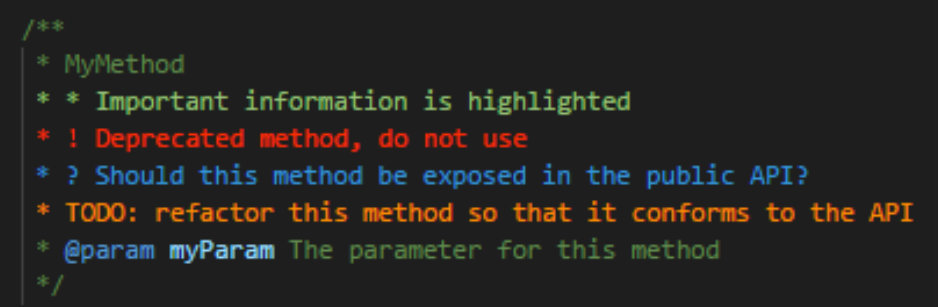 /**
* MyMethod
* * Important information is highlighted
* ! Deprecated method, do not use
* ? Should this method be exposed in the public API?
* TODO: refactor this method so that it conforms to the API
* @param myParam The parameter for this method
*/